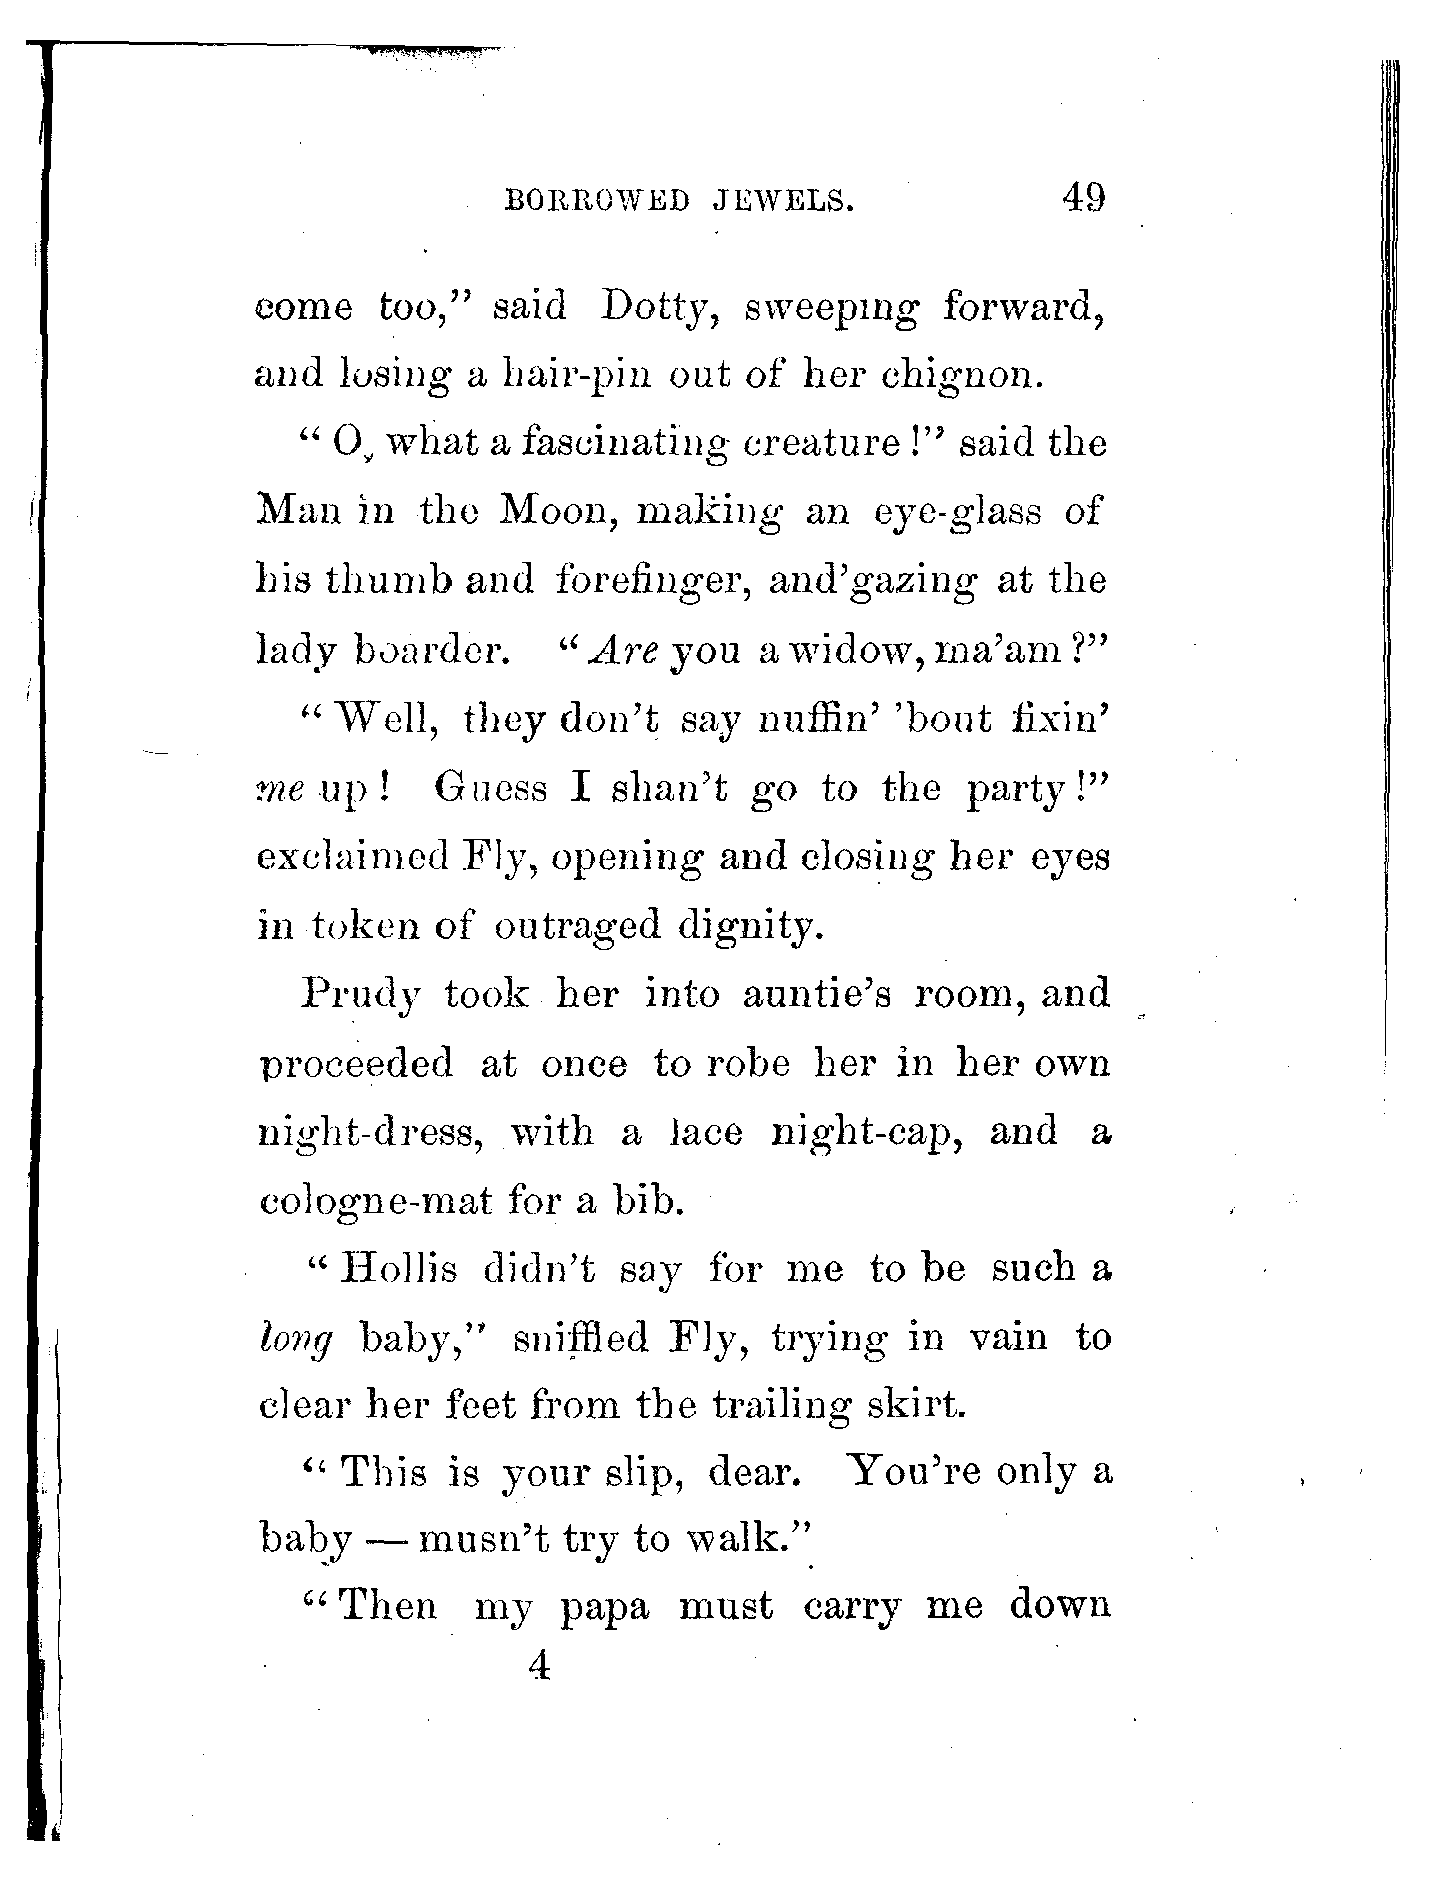 BORROWED JEWELS. 49
come too,” said Dotty, sweeping forward,
and losing a hair-pin out of her chignon.
“ O, what a fascinating creature !” said the
Man in the Moon, making an eye-glass of
his thumb and forefinger, and gazing at the
lady boarder. “ Are you a widow, ma’am ?”
“ Well, they don’t say nuffin’ ’bout fixin’
me up ! Guess I shan’t go to the party !”
exclaimed Fly, opening and closing her eyes
in token of outraged dignity.
Prudy took her into auntie’s room, and
proceeded at once to robe her in her own
night-dress, with a lace night-cap, and a
cologne-mat for a bib.
“ Hollis didn’t say for me to be such a
long baby,” sniffled Fly, trying in vain to
clear her feet from the trailing skirt.
“ This is your slip, dear. You’re only a
baby — musn’t try to walk.”
“ Then my papa must carry me down
4